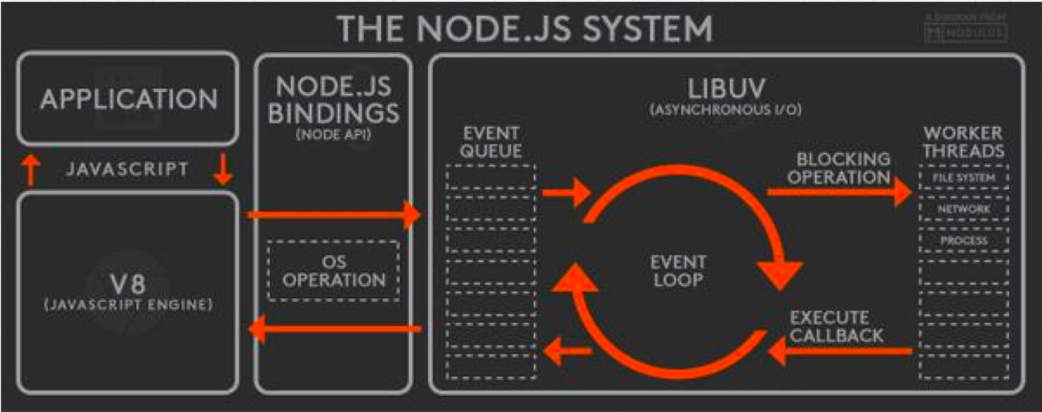 THE NODE.JS SYSTEM
A DIAGRAM FROM
MODULUS
APPLICATION
JAVASCRIPT
V8
(JAVASCRIPT ENGINE)
NODE.JS
BINDINGS
(NODE API)
OS
OPERATION
LIBUV
(ASYNCHRONOUS I/O)
EVENT
QUEUE
EVENT
LOOP
BLOCKING
OPERATION
EXECUTE
CALLBACK
WORKER
THREADS
FILE SYSTEM
NETWORK
PROCESS